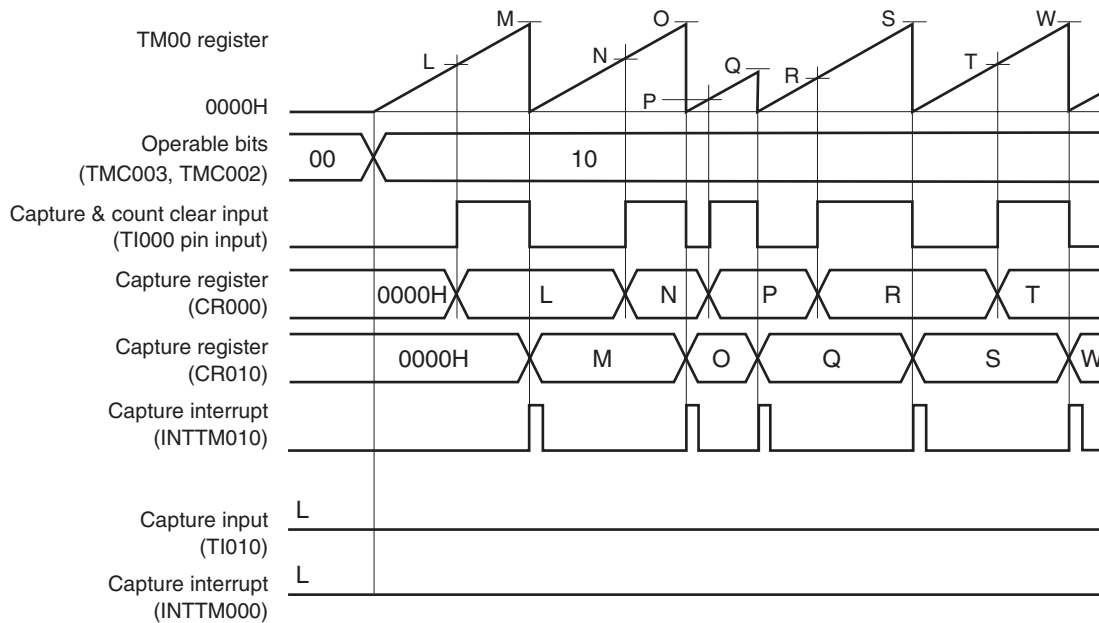 M O S W
TM00 register
L N Q R T
P
0000H
Operable bits
(TMC003, TMC002)
00 10
Capture & count clear input
(TI000 pin input)
Capture register
(CR000)
0000H L N P R T
Capture register
(CR010)
0000H M O Q S W
Capture interrupt
(INTTM010)
L
Capture input
(TI010)
L
Capture interrupt
(INTTM000)